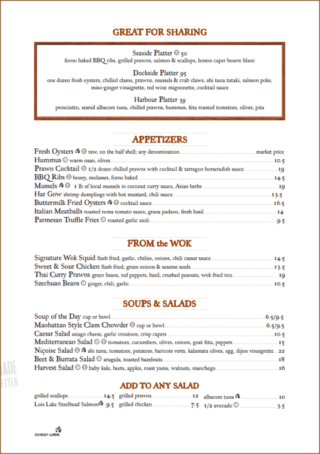 GREAT FOR SHARING
Seaside Platter 50
forno baked BBQ ribs, grilled prawns, salmon & scallops, lemon caper beurre blanc
Dockside Platter 95
one dozen fresh oysters, chilled clams, prawns, mussels & crab claws, ahi tuna tataki, salmon poke,
miso-ginger vinaigrette, red wine mignonette, cocktail sauce
Harbour Platter 39
prosciutto, seared albacore tuna, chilled prawns, hummus, feta roasted tomatoes, olives, pita
APPETIZERS
Fresh Oysters raw, on the half shell; any denomination market price
Hummus warm naan, olives 10.5
Prawn Cocktail 1/2 dozen chilled prawns with cocktail & tarragon horseradish sauce 19
BBQ Ribs honey, molasses, forno baked 14.5
Mussels 1 lb of local mussels in coconut curry sauce, Asian herbs 19
Har Gow shrimp dumplings with hot mustard, chili sauce 13.5
Buttermilk Fried Oysters cocktail sauce 16.5
Italian Meatballs roasted roma tomato sauce, grana padano, fresh basil 14
Parmesan Truffle Fries roasted garlic aioli 9.5
FROM the WOK
Signature Wok Squid flash fried, garlic, chilies, onions, chili caesar sauce 14.5
Sweet & Sour Chicken flash fried, green onions & sesame seeds 13.5
Thai Curry Prawns green beans, red peppers, basil, crushed peanuts, wok fried rice 19
Szechuan Beans ginger, chili, garlic 10.5
SOUPS & SALADS
Soup of the Day cup or bowl 6.5/9.5
Manhattan Style Clam Chowder cup or bowl 6.5/9.5
Caesar Salad asiago cheese, garlic croutons, crisp capers 10.5
Mediterranean Salad tomatoes, cucumbers, olives, onions, goat feta, peppers 15
Niçoise Salad ahi tuna, tomatoes, potatoes, haricots verts, kalamata olives, egg, dijon vinaigrette 22
Beet & Burrata Salad arugula, toasted hazelnuts 18
Harvest Salad baby kale, beets, apples, roast yams, walnuts, manchego 16
ADD TO ANY SALAD
grilled scallops 14.5 grilled prawns 12 albacore tuna 10
Lois Lake Steelhead Salmon 9.5 grilled chicken 7.5 1/2 avocado 3.5
ocean wise